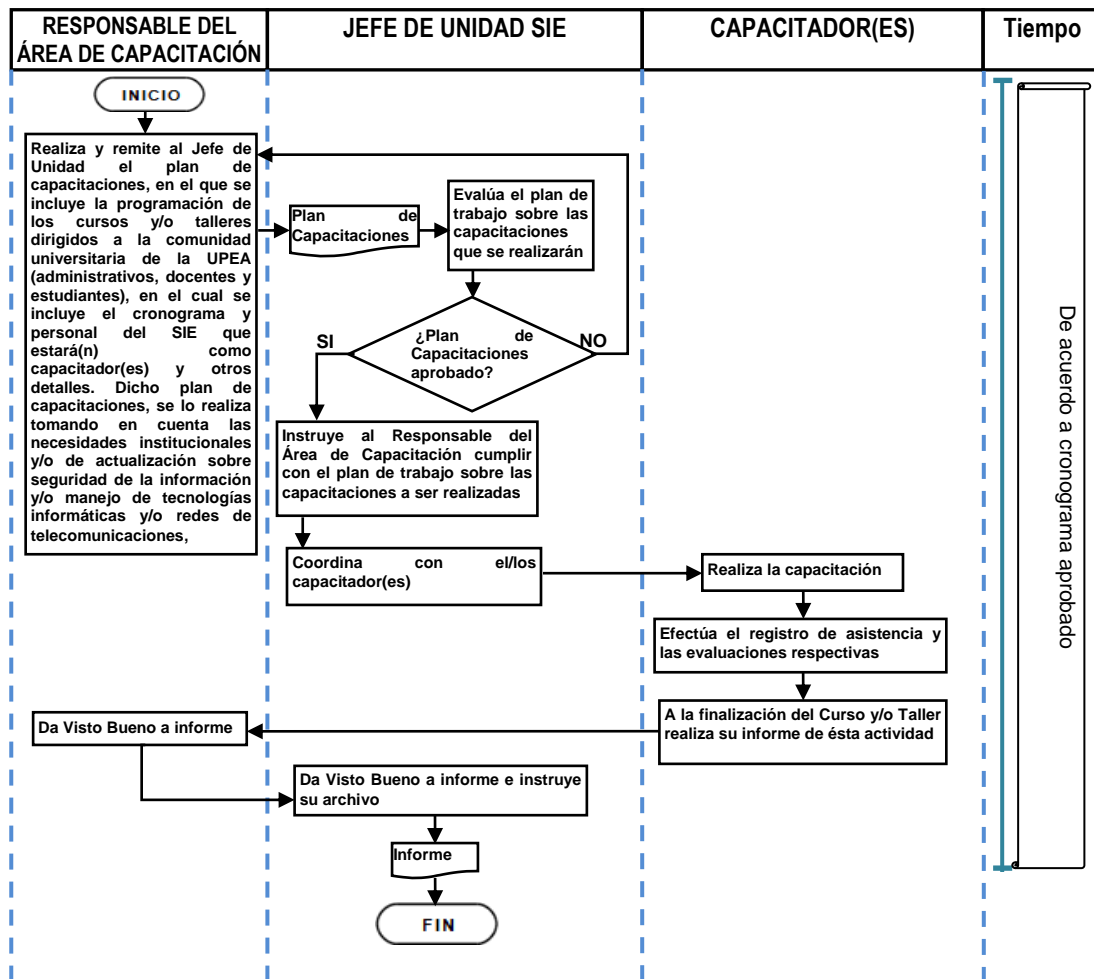 RESPONSABLE DEL
ÁREA DE CAPACITACIÓN
JEFE DE UNIDAD SIE
CAPACITADOR(ES)
Tiempo
INICIO
Realiza y remite al Jefe de
Unidad el plan de
capacitaciones, en el que se
incluye la programación de
los cursos y/o talleres
dirigidos a la comunidad
universitaria de la UPEA
(administrativos, docentes y
estudiantes), en el cual se
incluye el cronograma y
personal del SIE que
estará(n) como
capacitador(es) y otros
detalles. Dicho plan de
capacitaciones, se lo realiza
tomando en cuenta las
necesidades institucionales
y/o de actualización sobre
seguridad de la información
y/o manejo de tecnologías
informáticas y/o redes de
telecomunicaciones,
Plan de
Capacitaciones
Evalúa el plan de
trabajo sobre las
capacitaciones
que se realizarán
¿Plan de
Capacitaciones
aprobado?
SI
NO
Instruye al Responsable del
Área de Capacitación cumplir
con el plan de trabajo sobre las
capacitaciones a ser realizadas
Coordina con el/los
capacitador(es)
Realiza la capacitación
Efectúa el registro de asistencia y
las evaluaciones respectivas
A la finalización del Curso y/o Taller
realiza su informe de ésta actividad
Da Visto Bueno a informe
Da Visto Bueno a informe e instruye
su archivo
Informe
FIN
De acuerdo a cronograma aprobado